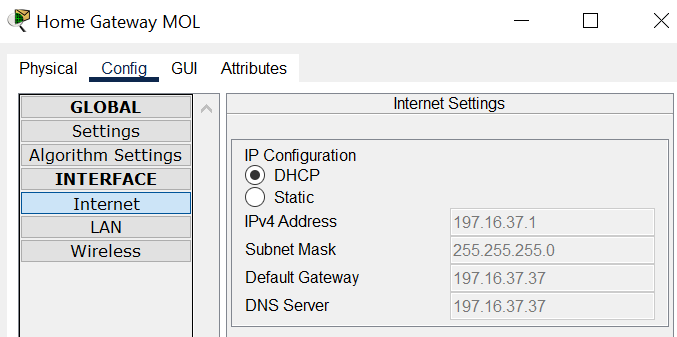 Home Gateway MOL
Physical Config GUI Attributes
GLOBAL
Settings
Algorithm Settings
INTERFACE
Internet
LAN
Wireless
Internet Settings
IP Configuration
DHCP
Static
IPv4 Address 197.16.37.1
Subnet Mask 255.255.255.0
Default Gateway 197.16.37.37
DNS Server 197.16.37.37